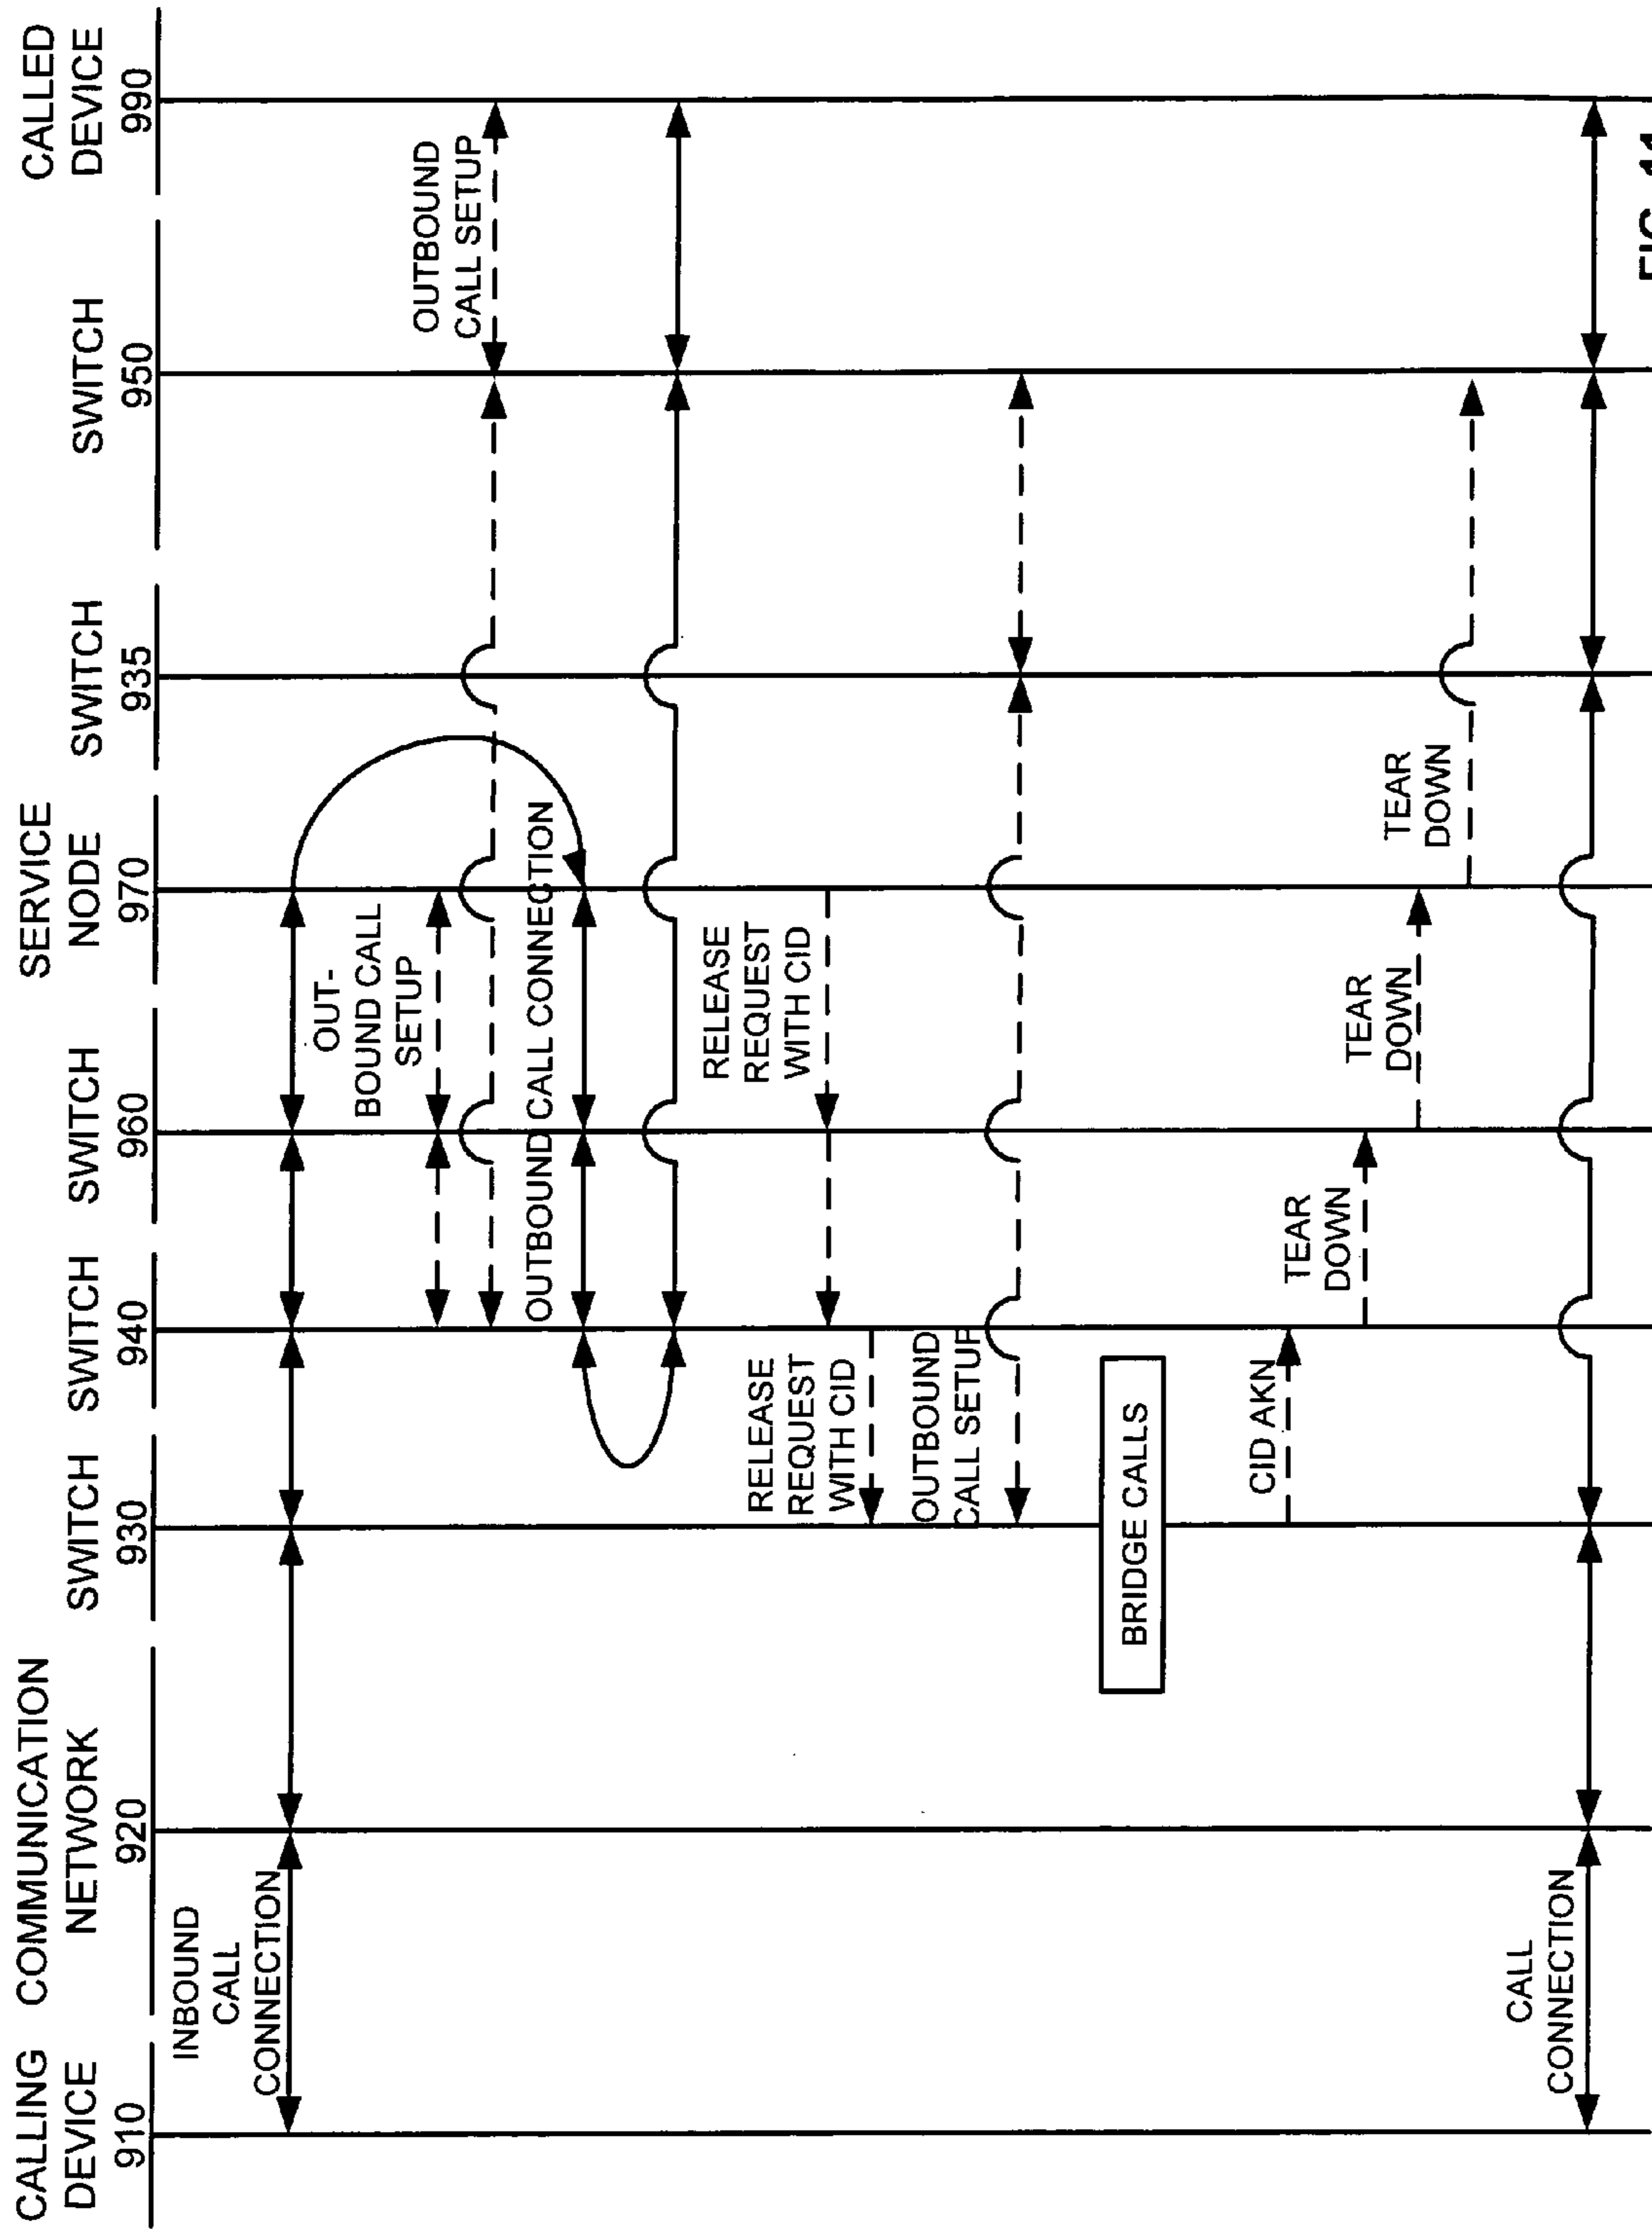 CALLING
DEVICE
910
COMMUNICATION
NETWORK
920
SWITCH
930
SWITCH
940
SWITCH
960
SERVICE
NODE
970
SWITCH
935
SWITCH
950
CALLED
DEVICE
990
INBOUND
CALL
CONNECTION
OUT-
BOUND CALL
SETUP
OUTBOUND
CALL SETUP
OUTBOUND CALL CONNECTION
RELEASE
REQUEST
WITH CID
RELEASE
REQUEST
WITH CID
OUTBOUND
CALL SETUP
BRIDGE CALLS
CID AKN
TEAR
DOWN
TEAR
DOWN
TEAR
DOWN
CALL
CONNECTION
FIG. 11